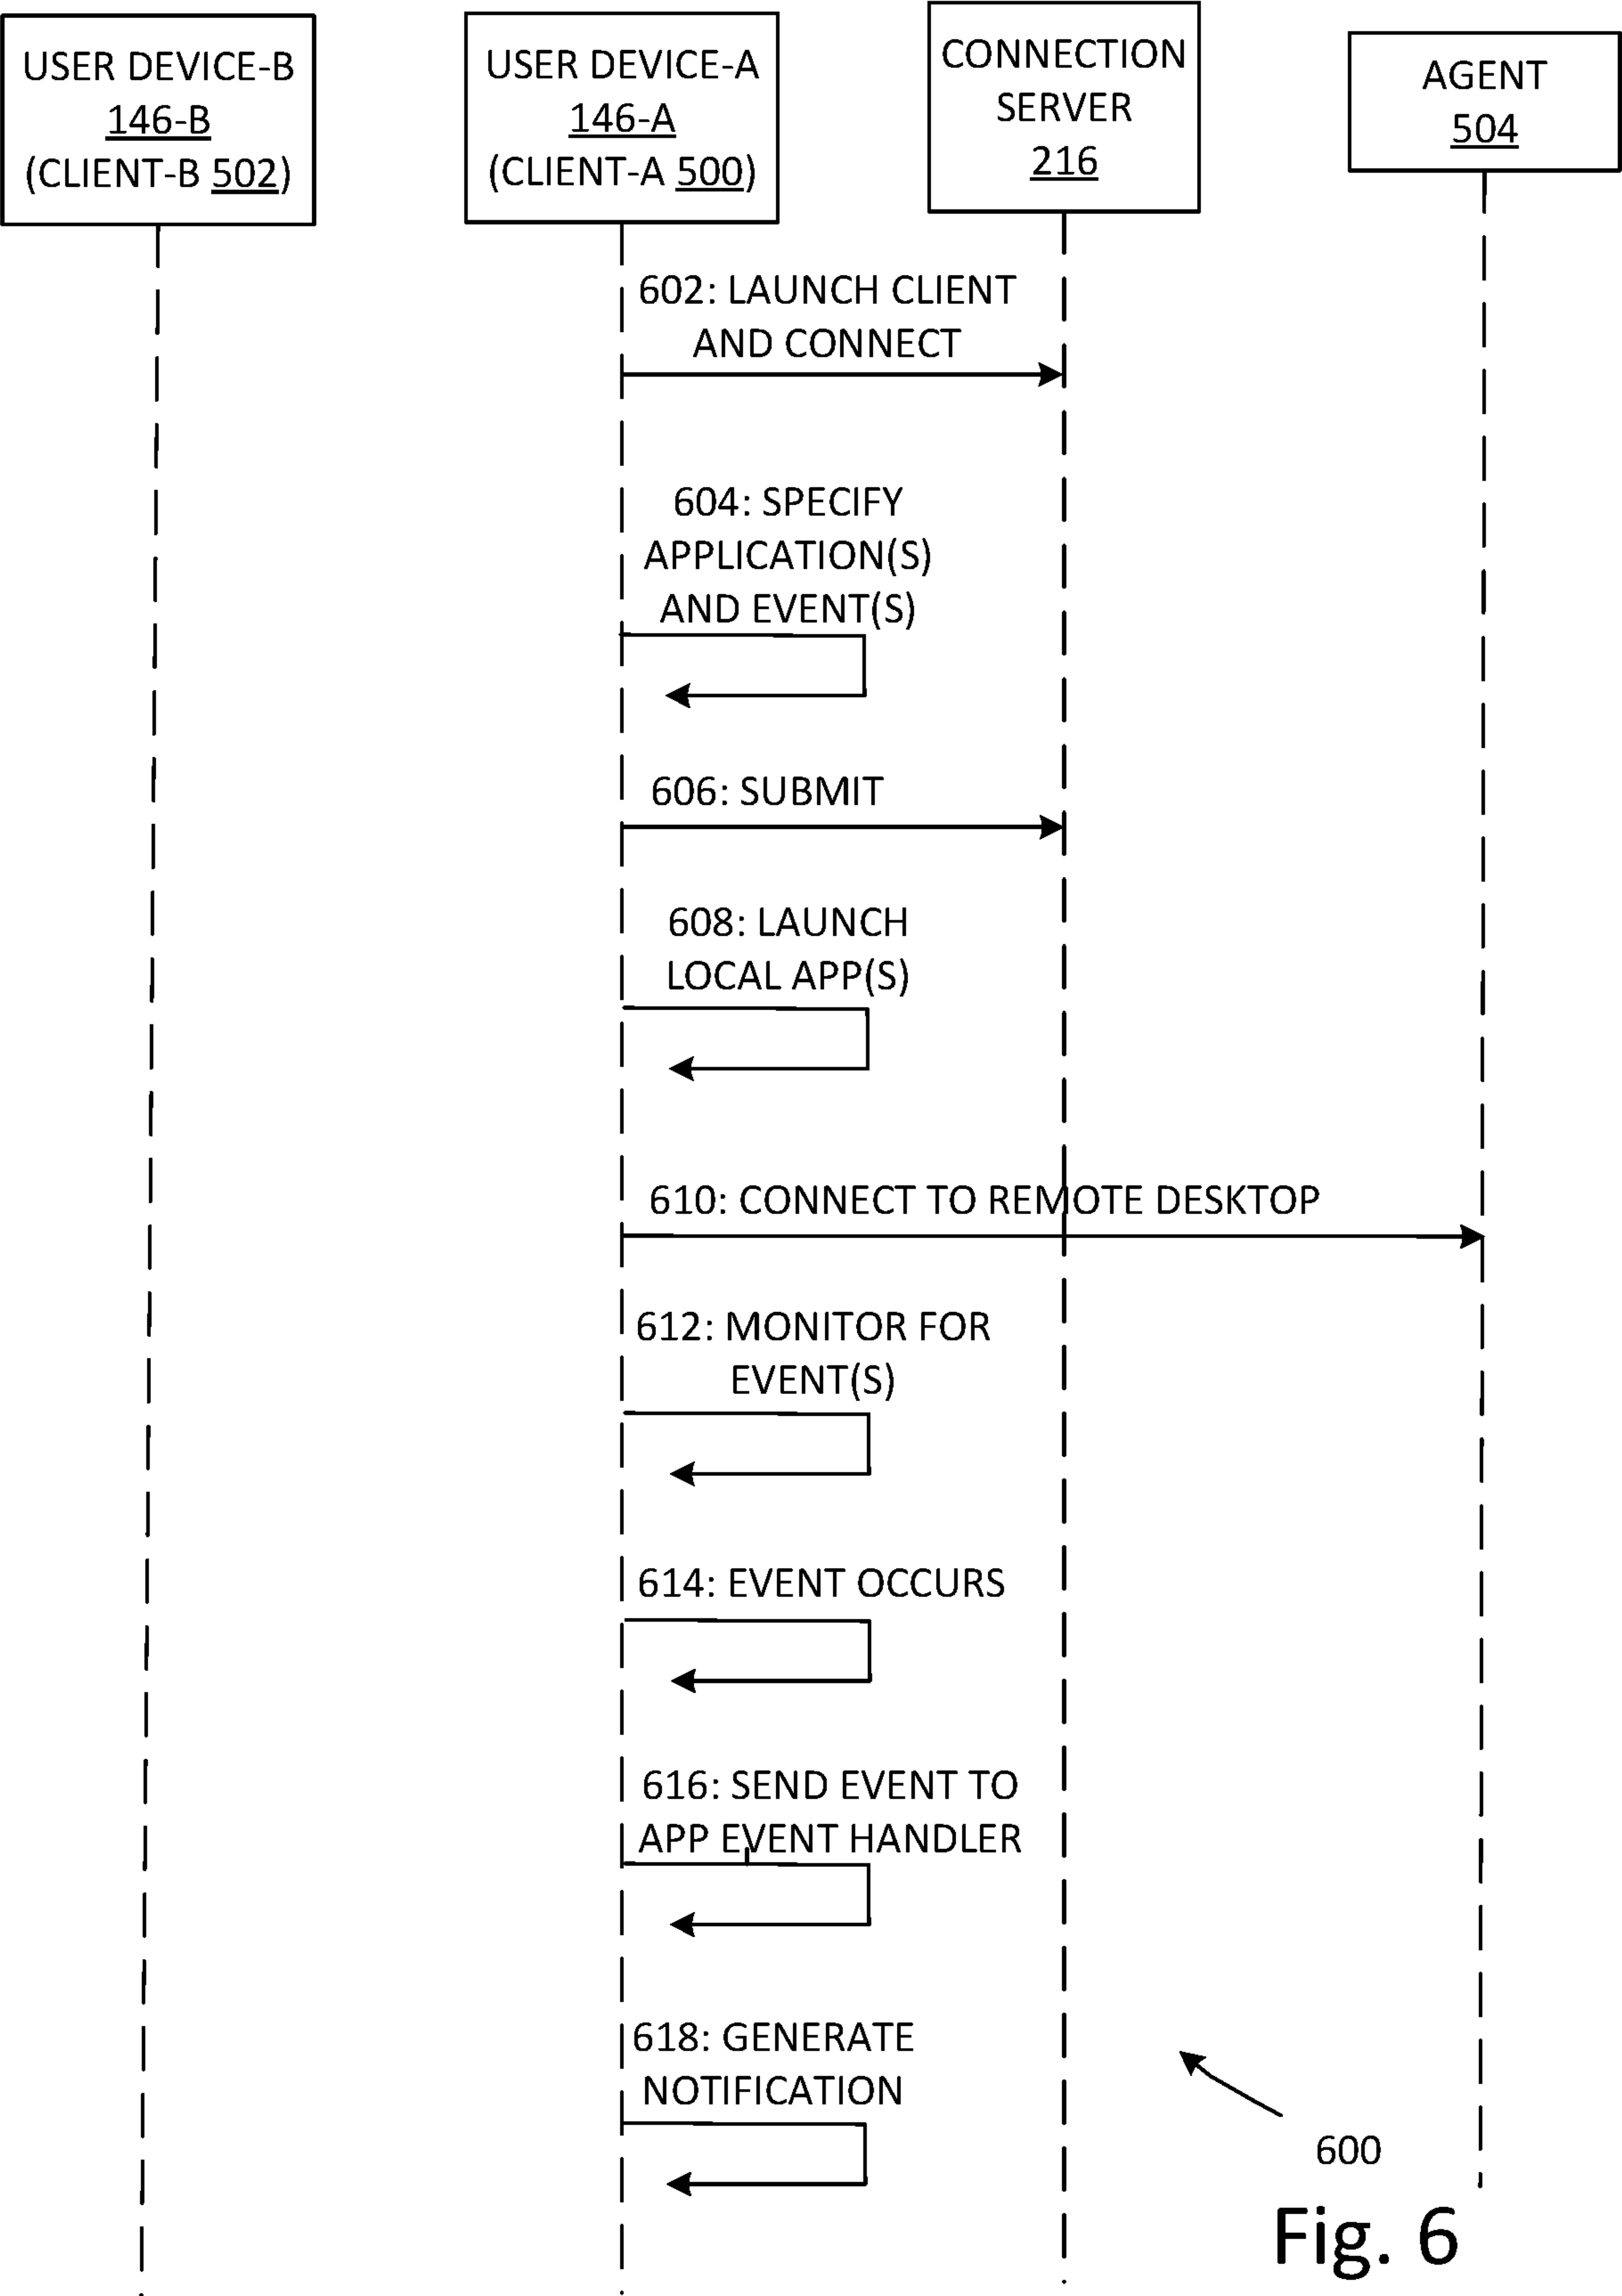 USER DEVICE-B
146-B
(CLIENT-B 502)
USER DEVICE-A
146-A
(CLIENT-A 500)
CONNECTION
SERVER
216
AGENT
504
602: LAUNCH CLIENT
AND CONNECT
604: SPECIFY
APPLICATION(S)
AND EVENT(S)
606: SUBMIT
608: LAUNCH
LOCAL APP(S)
610: CONNECT TO REMOTE DESKTOP
612: MONITOR FOR
EVENT(S)
614: EVENT OCCURS
616: SEND EVENT TO
APP EVENT HANDLER
618: GENERATE
NOTIFICATION
600
Fig. 6